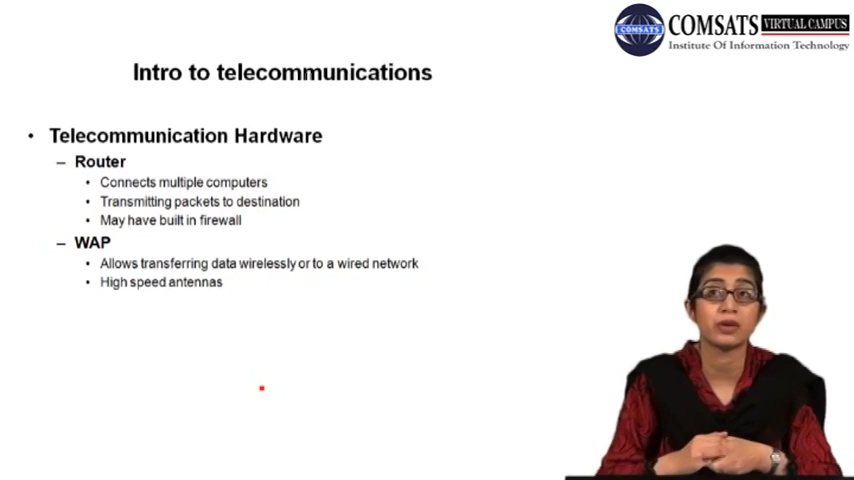 COMSATS VIRTUAL CAMPUS
COMSATS
Institute Of Information Technology
Intro to telecommunications
• Telecommunication Hardware
– Router
• Connects multiple computers
• Transmitting packets to destination
• May have built in firewall
– WAP
• Allows transferring data wirelessly or to a wired network
• High speed antennas